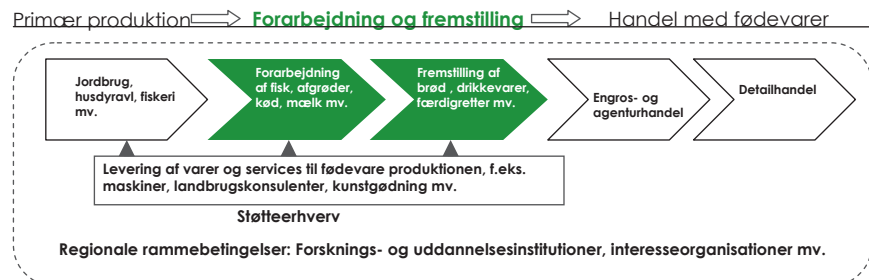 Primær produktion Forarbejdning og fremstilling Handel med fødevarer
Jordbrug,
husdyravl, fiskeri
mv.
Forarbejdning
af fisk, afgrøder,
kød, mælk mv.
Fremstilling af
brød , drikkevarer,
færdigretter mv.
Engros- og
agenturhandel
Detailhandel
Levering af varer og services til fødevare produktionen, f.eks.
maskiner, landbrugskonsulenter, kunstgødning mv.
Støtteerhverv
Regionale rammebetingelser: Forsknings- og uddannelsesinstitutioner, interesseorganisationer mv.